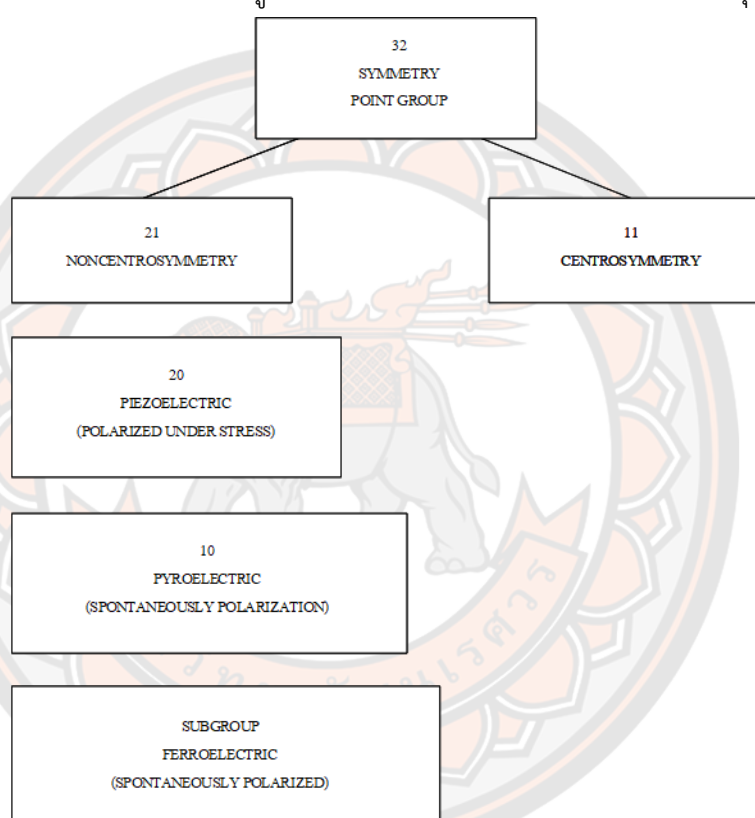 32
SYMMETRY
POINT GROUP
21
NONCENTROSYMMETRY
11
CENTROSYMMETRY
20
PIEZOELECTRIC
(POLARIZED UNDER STRESS)
10
PYROELECTRIC
(SPONTANEOUSLY POLARIZATION)
SUBGROUP
FERROELECTRIC
(SPONTANEOUSLY POLARIZED)